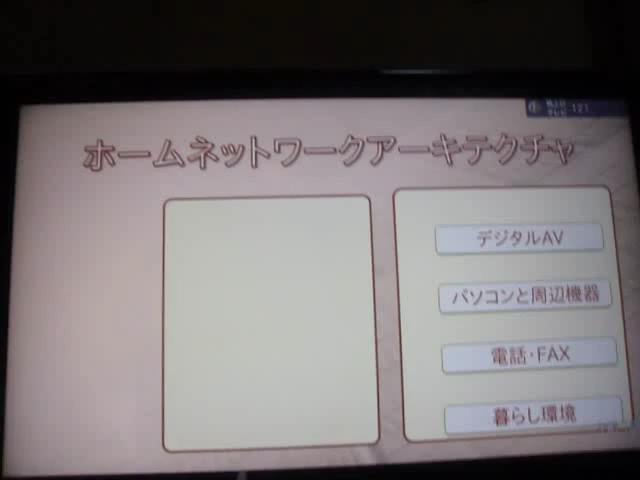 ホームネットワークアーキテクチャ
デジタルAV
パソコンと周辺機器
電話・FAX
暮らし環境